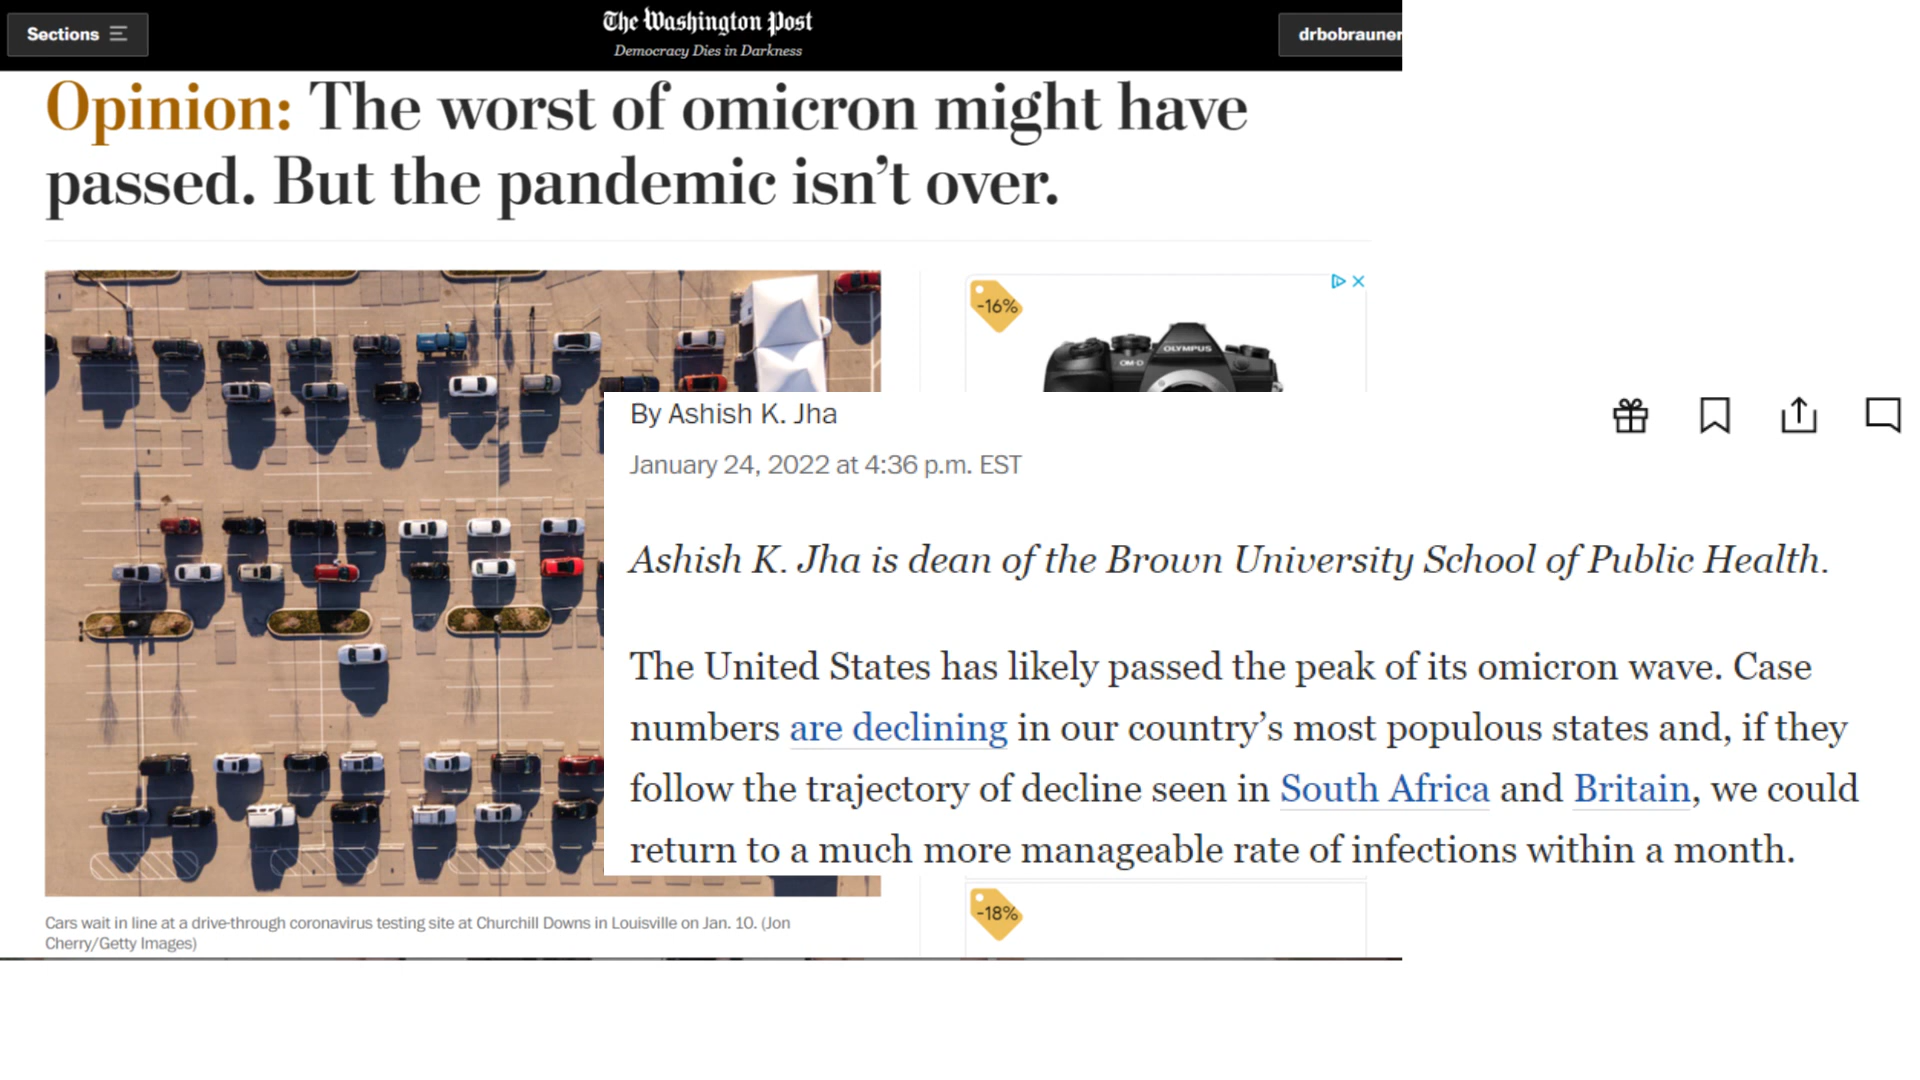 Sections
The Washington Post
Democracy Dies in Darkness
drbobrauner
Opinion: The worst of omicron might have
passed. But the pandemic isn’t over.
-16%
OLYMPUS
OM-D
By Ashish K. Jha
January 24, 2022 at 4:36 p.m. EST
Ashish K. Jha is dean of the Brown University School of Public Health.
The United States has likely passed the peak of its omicron wave. Case
numbers are declining in our country’s most populous states and, if they
follow the trajectory of decline seen in South Africa and Britain, we could
return to a much more manageable rate of infections within a month.
-18%
Cars wait in line at a drive-through coronavirus testing site at Churchill Downs in Louisville on Jan. 10. (Jon
Cherry/Getty Images)